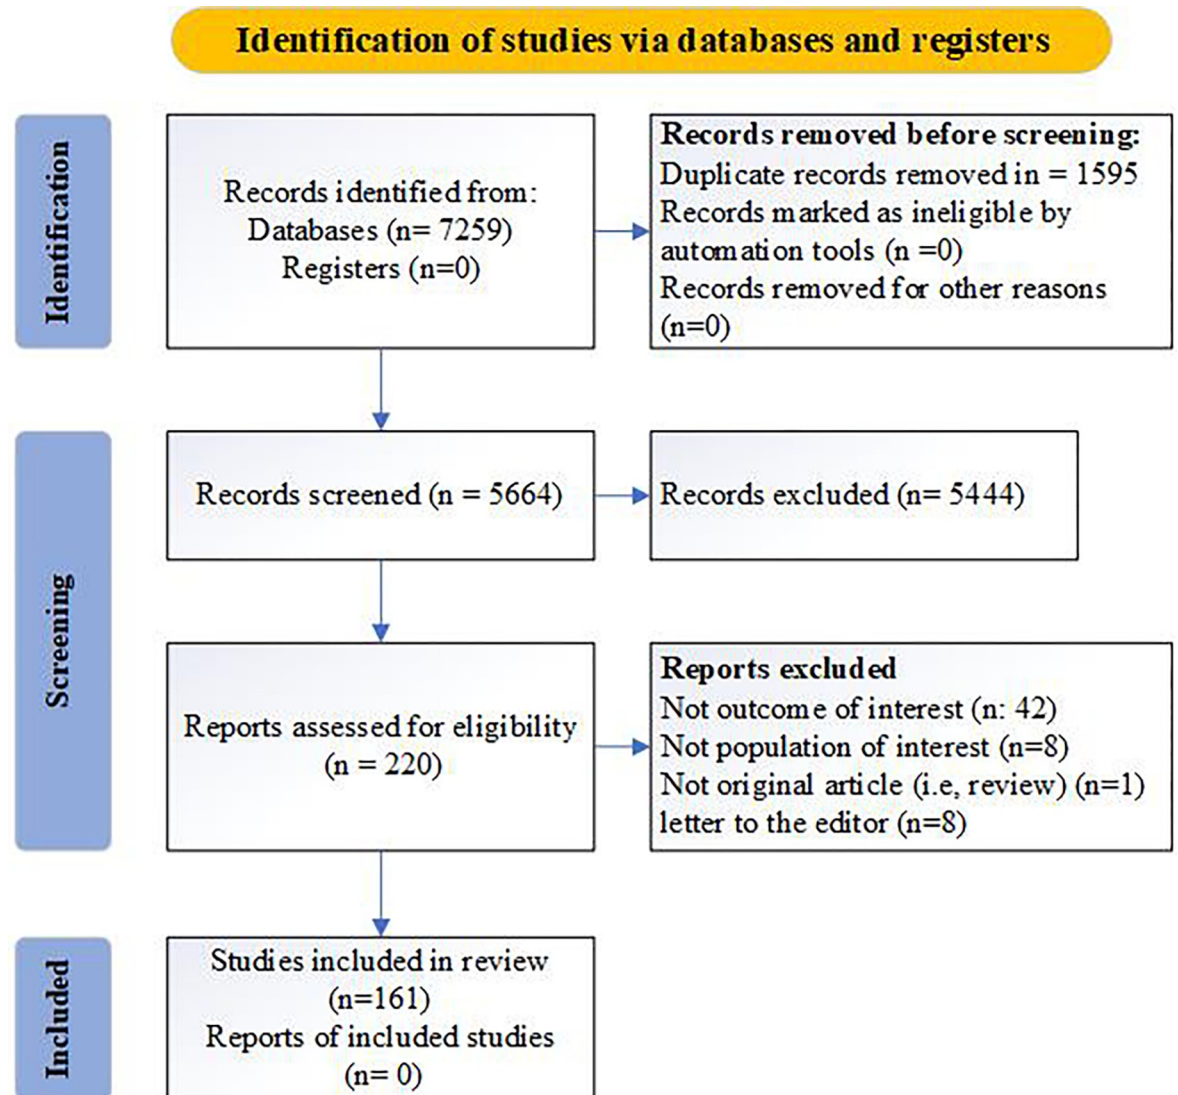 Identification of studies via databases and registers
Identification
Records identified from:
Databases (n= 7259)
Registers (n=0)
Records removed before screening:
Duplicate records removed in = 1595
Records marked as ineligible by
automation tools (n =0)
Records removed for other reasons
(n=0)
Screening
Records screened (n = 5664)
Records excluded (n= 5444)
Reports assessed for eligibility
(n = 220)
Reports excluded
Not outcome of interest (n: 42)
Not population of interest (n=8)
Not original article (i.e, review) (n=1)
letter to the editor (n=8)
Included
Studies included in review
(n=161)
Reports of included studies
(n= 0)